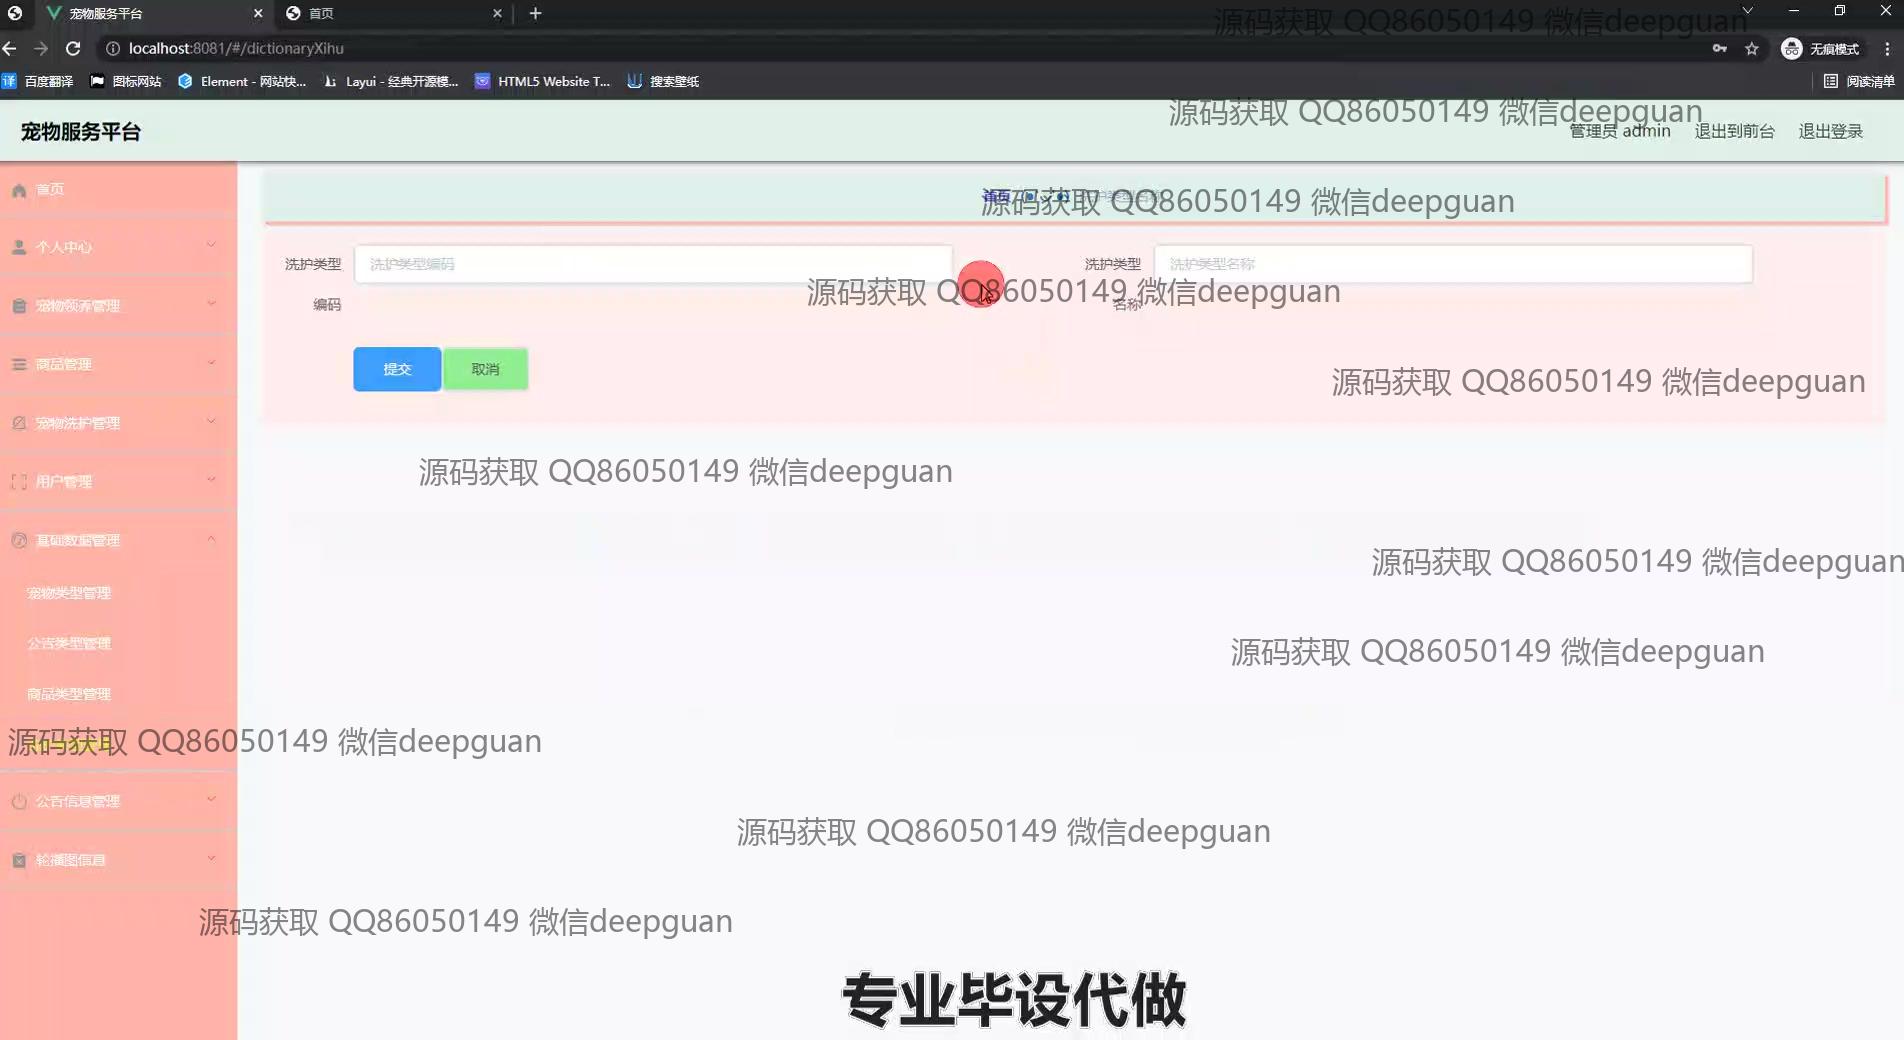 宠物服务平台
首页
localhost:8081/#/dictionaryXihu
无痕模式
百度翻译
图标网站
Element - 网站快...
Layui - 经典开源模...
HTML5 Website T...
搜索壁纸
阅读清单
源码获取 QQ86050149 微信deepguan
宠物服务平台
源码获取 QQ86050149 微信deepguan
管理员 admin
退出到前台
退出登录
首页
个人中心
宠物领养管理
商品管理
宠物洗护管理
用户管理
基础数据管理
宠物类型管理
公告类型管理
商品类型管理
公告信息管理
轮播图信息
首页
源码获取 QQ86050149 微信deepguan
洗护类型编码
洗护类型编码
洗护类型名称
洗护类型名称
源码获取 QQ86050149 微信deepguan
提交
取消
源码获取 QQ86050149 微信deepguan
源码获取 QQ86050149 微信deepguan
源码获取 QQ86050149 微信deepguan
源码获取 QQ86050149 微信deepguan
源码获取 QQ86050149 微信deepguan
源码获取 QQ86050149 微信deepguan
源码获取 QQ86050149 微信deepguan
专业毕设代做